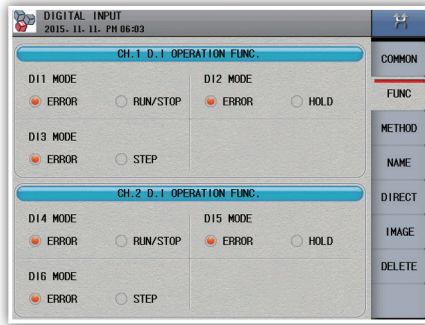 DIGITAL INPUT
2015. 11. 11. PM 06:03
CH.1 D.I OPERATION FUNC.
DI1 MODE
ERROR RUN/STOP
DI2 MODE
ERROR HOLD
DI3 MODE
ERROR STEP
CH.2 D.I OPERATION FUNC.
DI4 MODE
ERROR RUN/STOP
DI5 MODE
ERROR HOLD
DI6 MODE
ERROR STEP
COMMON
FUNC
METHOD
NAME
DIRECT
IMAGE
DELETE